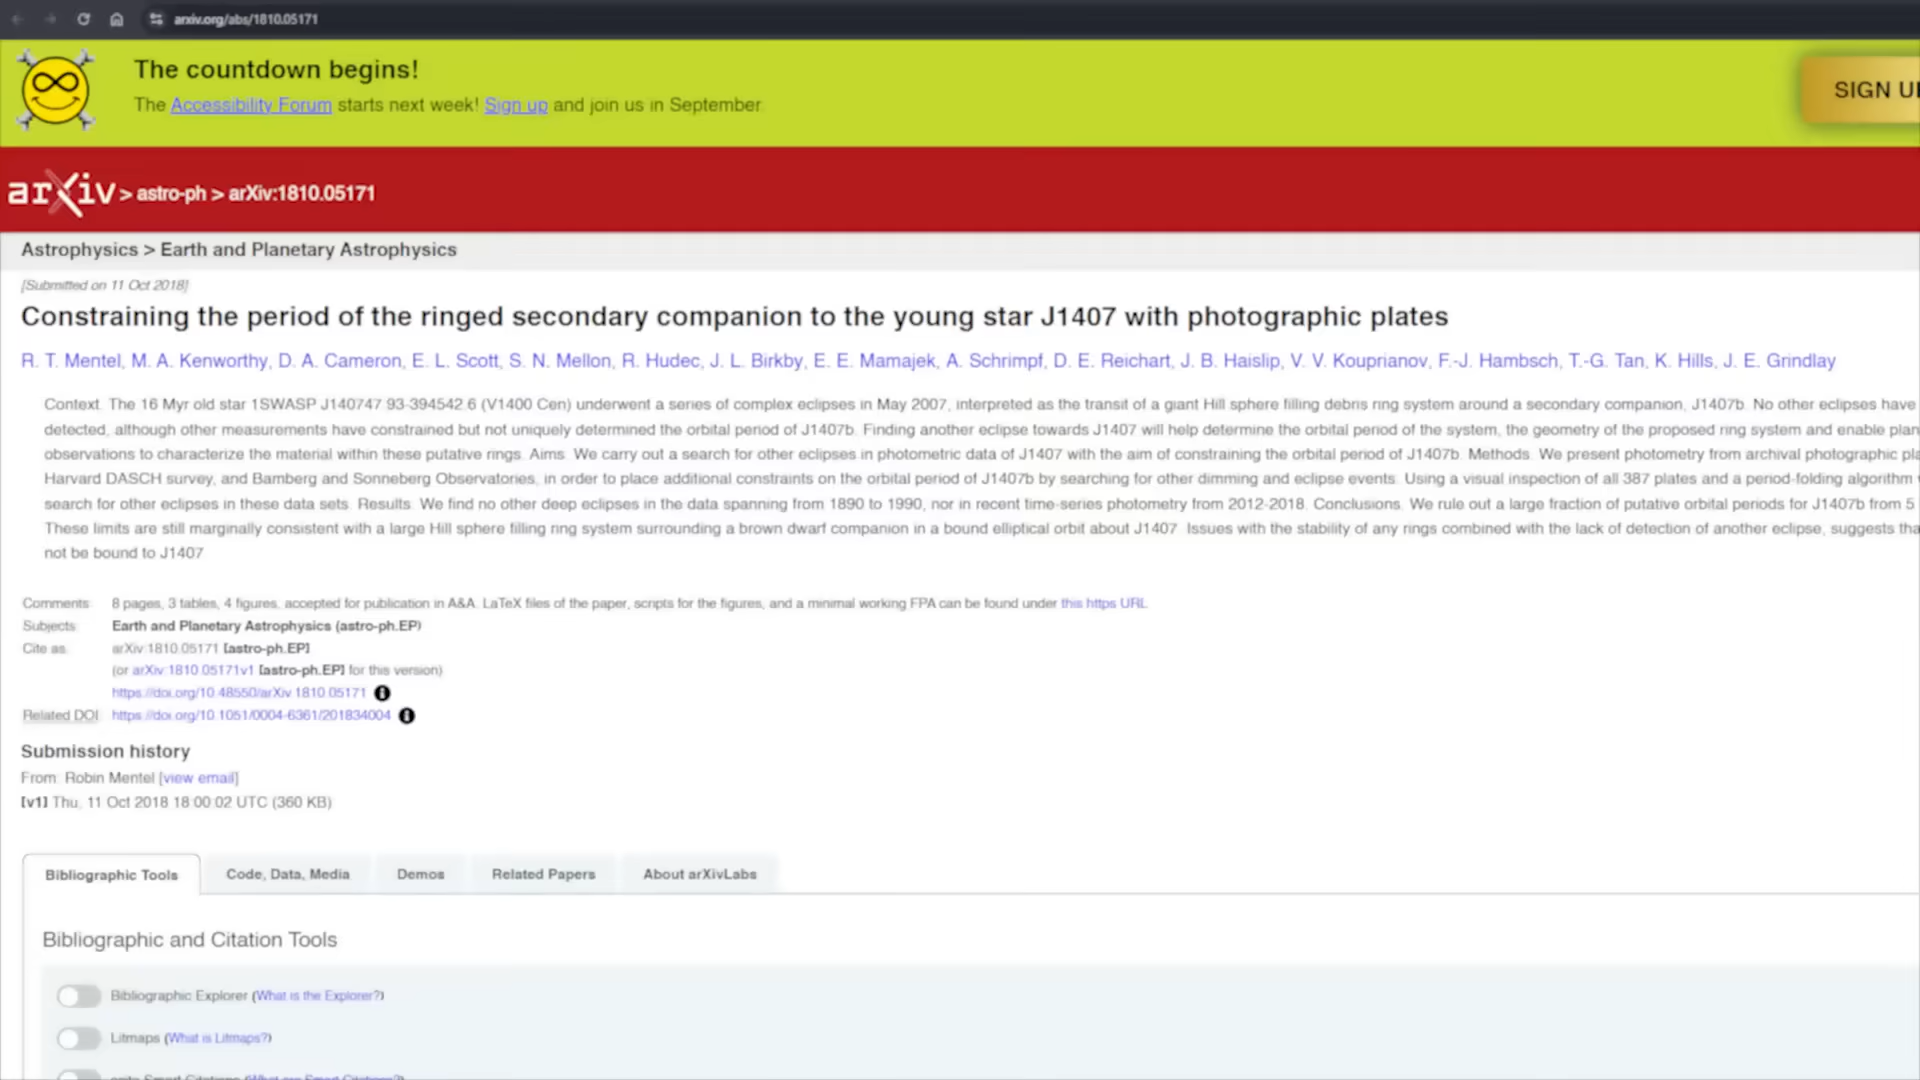 arxiv.org/abs/1810.05171
The countdown begins!
The Accessibility Forum starts next week! Sign up and join us in September.
SIGN U
arXiv > astro-ph > arXiv:1810.05171
Astrophysics > Earth and Planetary Astrophysics
[Submitted on 11 Oct 2018]
Constraining the period of the ringed secondary companion to the young star J1407 with photographic plates
R. T. Mentel, M. A. Kenworthy, D. A. Cameron, E. L. Scott, S. N. Mellon, R. Hudec, J. L. Birkby, E. E. Mamajek, A. Schrimpf, D. E. Reichart, J. B. Haislip, V. V. Kouprianov, F.-J. Hambsch, T.-G. Tan, K. Hills, J. E. Grindlay
Context. The 16 Myr old star 1SWASP J140747.93-394542.6 (V1400 Cen) underwent a series of complex eclipses in May 2007, interpreted as the transit of a giant Hill sphere filling debris ring system around a secondary companion, J1407b. No other eclipses have
detected, although other measurements have constrained but not uniquely determined the orbital period of J1407b. Finding another eclipse towards J1407 will help determine the orbital period of the system, the geometry of the proposed ring system and enable plan
observations to characterize the material within these putative rings. Aims. We carry out a search for other eclipses in photometric data of J1407 with the aim of constraining the orbital period of J1407b. Methods. We present photometry from archival photographic pla
Harvard DASCH survey, and Bamberg and Sonneberg Observatories, in order to place additional constraints on the orbital period of J1407b by searching for other dimming and eclipse events. Using a visual inspection of all 387 plates and a period-folding algorithm
search for other eclipses in these data sets. Results. We find no other deep eclipses in the data spanning from 1890 to 1990, nor in recent time-series photometry from 2012-2018. Conclusions. We rule out a large fraction of putative orbital periods for J1407b from 5
These limits are still marginally consistent with a large Hill sphere filling ring system surrounding a brown dwarf companion in a bound elliptical orbit about J1407. Issues with the stability of any rings combined with the lack of detection of another eclipse, suggests tha
not be bound to J1407.
Comments: 8 pages, 3 tables, 4 figures, accepted for publication in A&A. LaTeX files of the paper, scripts for the figures, and a minimal working FPA can be found under this https URL
Subjects: Earth and Planetary Astrophysics (astro-ph.EP)
Cite as: arXiv:1810.05171 [astro-ph.EP]
(or arXiv:1810.05171v1 [astro-ph.EP] for this version)
https://doi.org/10.48550/arXiv.1810.05171
Related DOI: https://doi.org/10.1051/0004-6361/201834004
Submission history
From: Robin Mentel [view email]
[v1] Thu, 11 Oct 2018 18:00:02 UTC (360 KB)
Bibliographic Tools Code, Data, Media Demos Related Papers About arXivLabs
Bibliographic and Citation Tools
Bibliographic Explorer (What is the Explorer?)
Litmaps (What is Litmaps?)
scite Smart Citations (What are Smart Citations?)